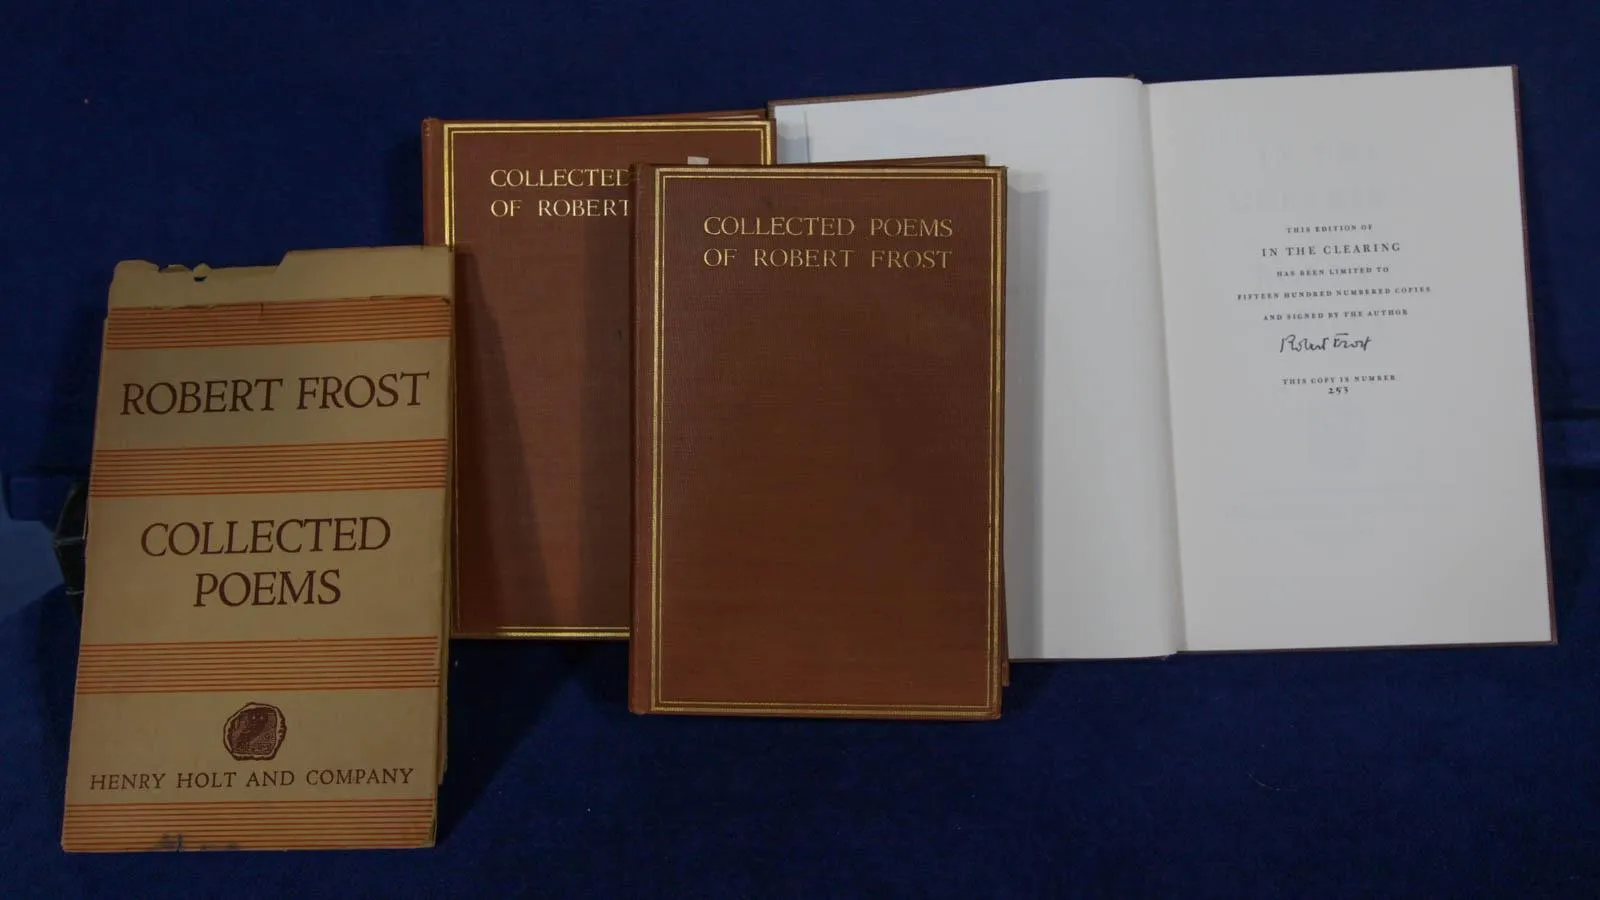 ROBERT FROST
COLLECTED
POEMS
HENRY HOLT AND COMPANY
COLLECTED
OF ROBERT
COLLECTED POEMS
OF ROBERT FROST
THIS EDITION OF
IN THE CLEARING
HAS BEEN LIMITED TO
FIFTEEN HUNDRED NUMBERED COPIES
AND SIGNED BY THE AUTHOR
Robert Frost
THIS COPY IS NUMBER
253